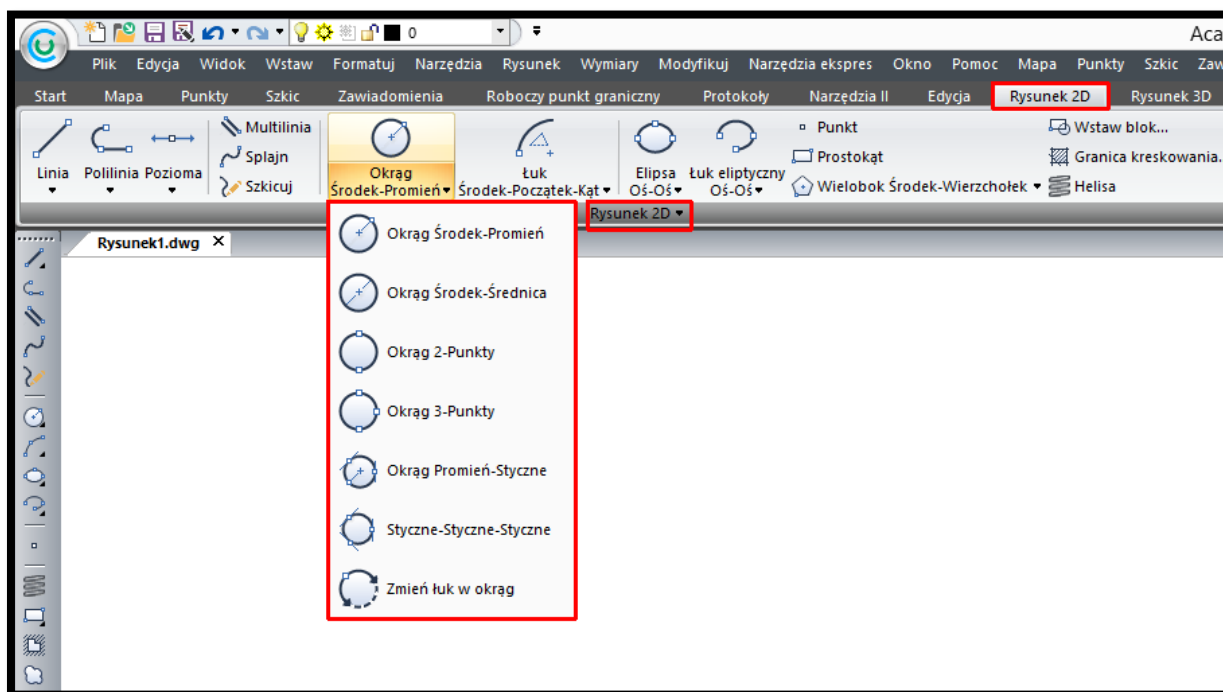 0
Aca
Plik Edycja Widok Wstaw Formatuj Narzędzia Rysunek Wymiary Modyfikuj Narzędzia ekspres Okno Pomoc Mapa Punkty Szkic Zaw
Start Mapa Punkty Szkic Zawiadomienia Roboczy punkt graniczny Protokoły Narzędzia II Edycja Rysunek 2D Rysunek 3D
Multilinia
Splajn
Szkicuj
Linia
Polilinia
Pozioma
Okrąg
Środek-Promień
Łuk
Środek-Początek-Kąt
Elipsa
Oś-Oś
Łuk eliptyczny
Oś-Oś
Punkt
Prostokąt
Wielobok Środek-Wierzchołek
Wstaw blok...
Granica kreskowania.
Helisa
Rysunek 2D
Rysunek1.dwg
Okrąg Środek-Promień
Okrąg Środek-Średnica
Okrąg 2-Punkty
Okrąg 3-Punkty
Okrąg Promień-Styczne
Styczne-Styczne-Styczne
Zmień łuk w okrąg